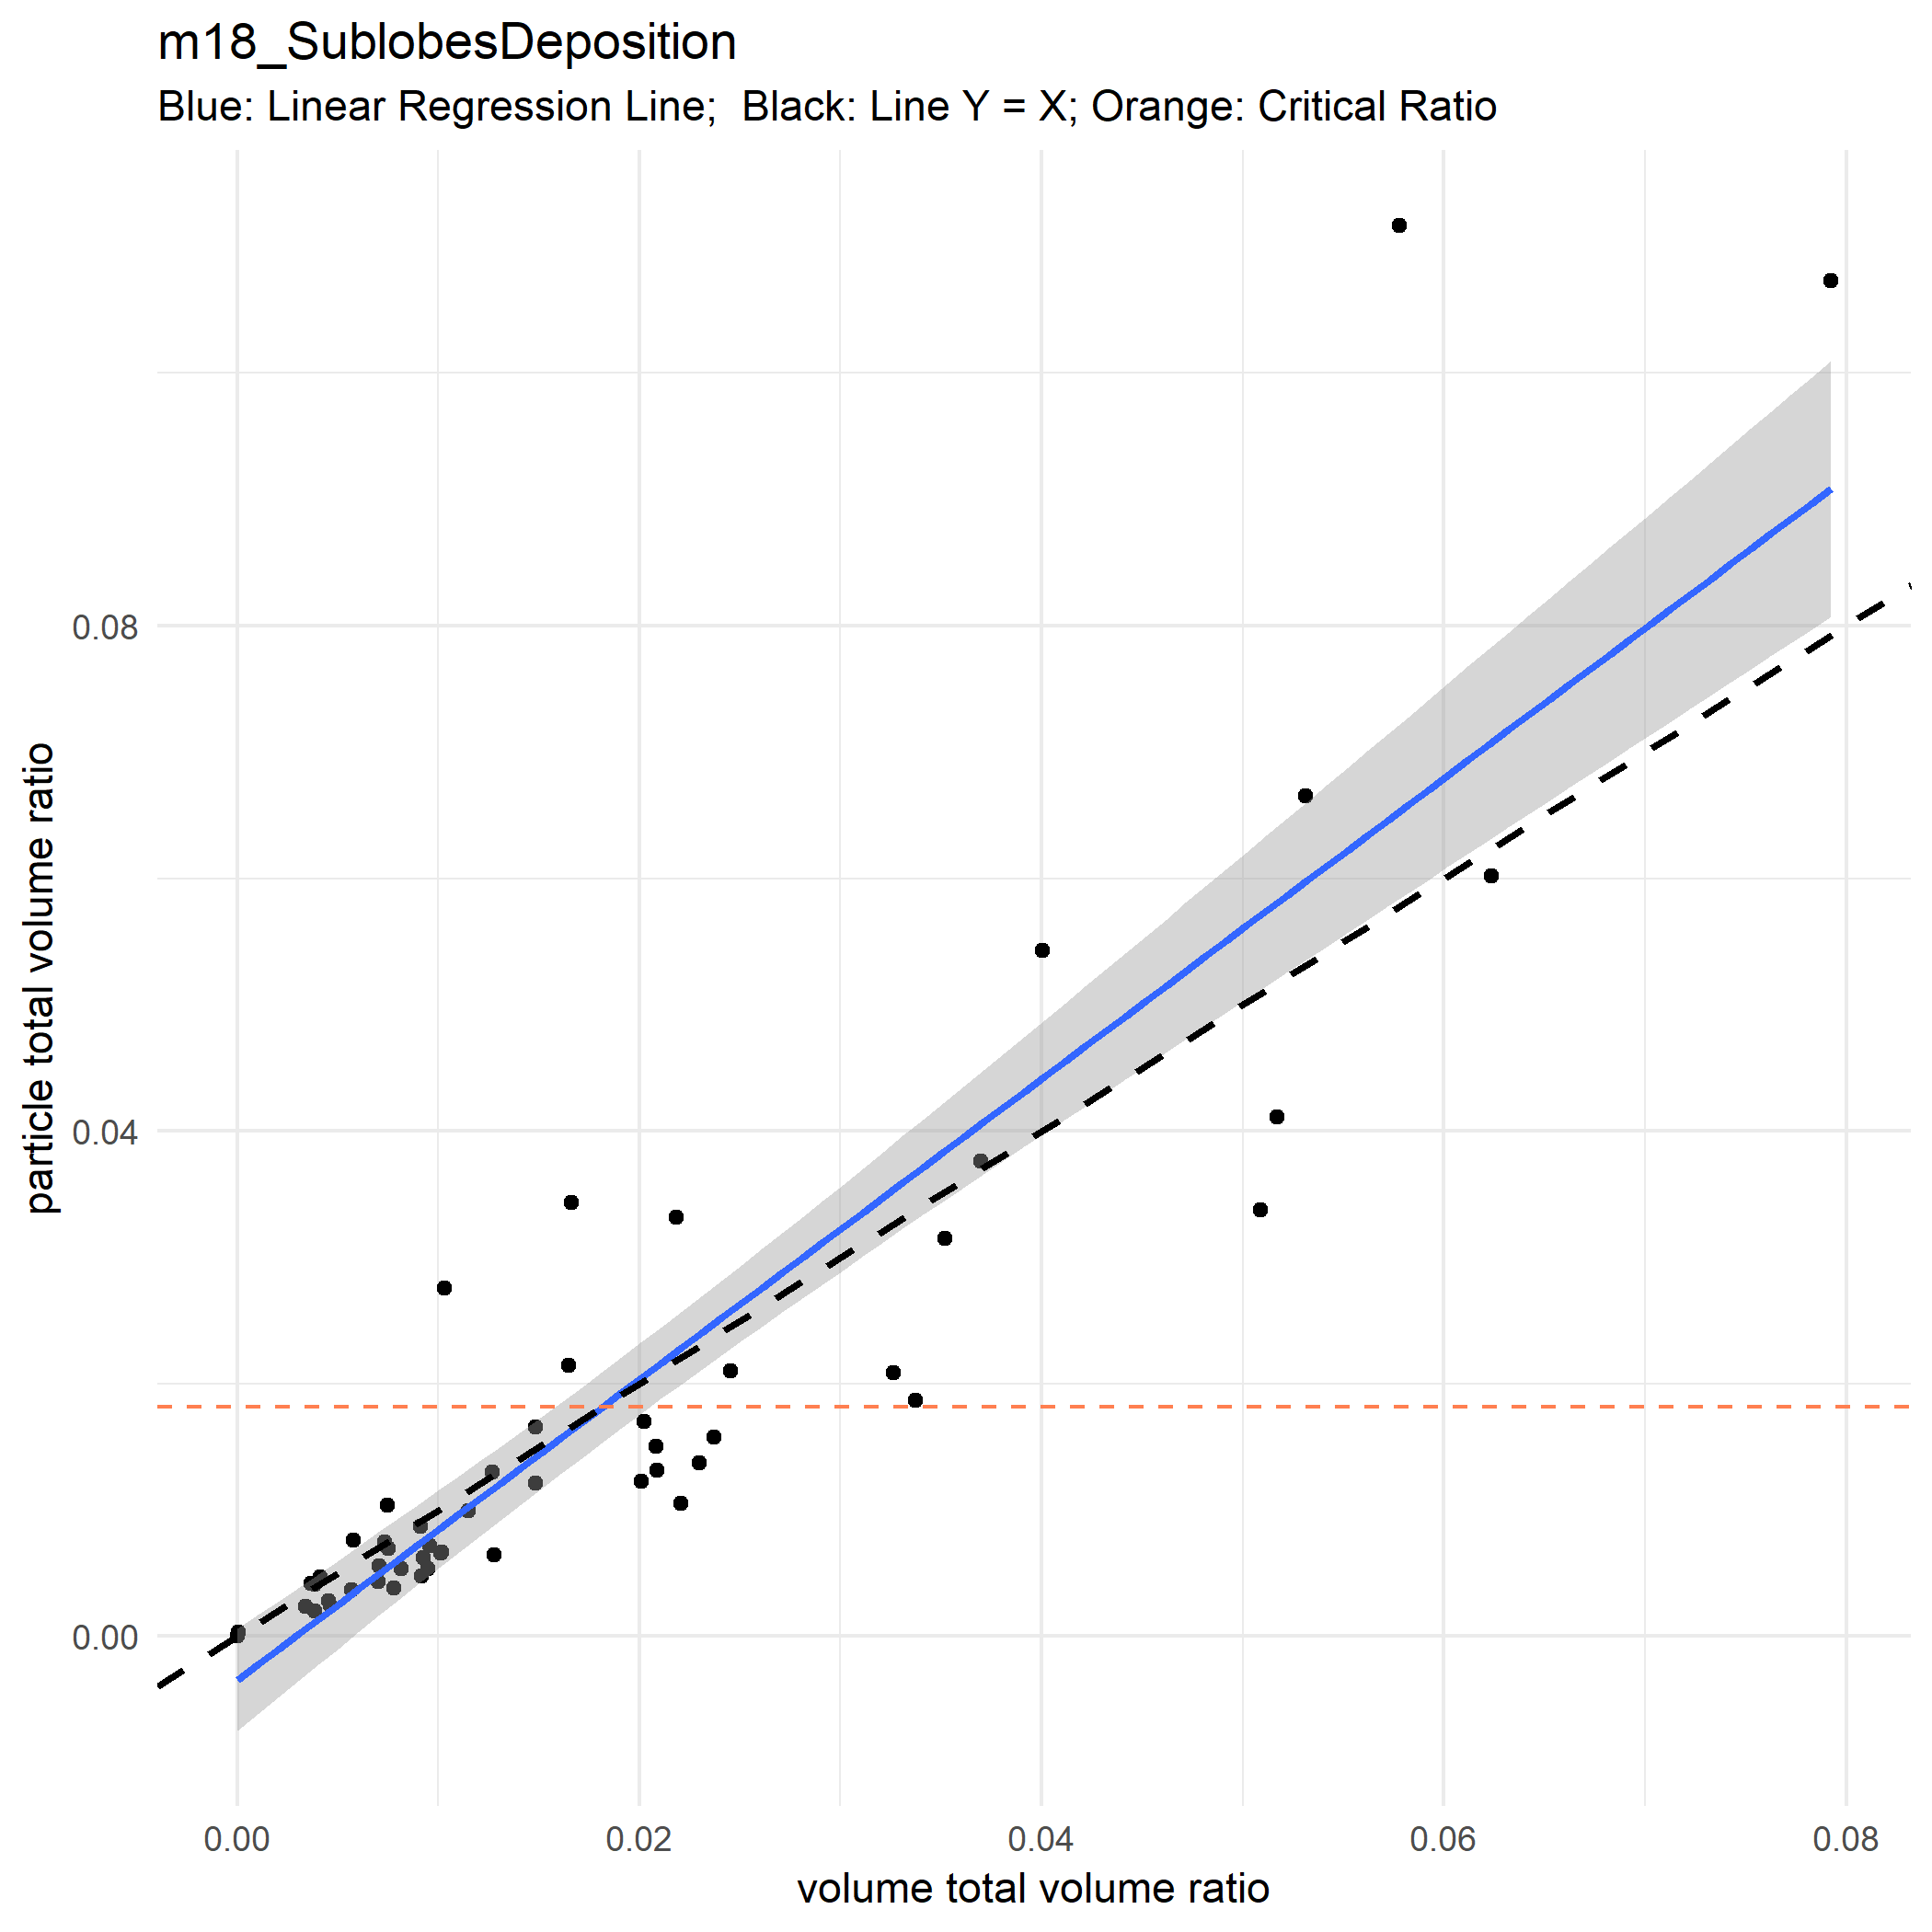 m18_SublobesDeposition
Blue: Linear Regression Line;  Black: Line Y = X; Orange: Critical Ratio
particle total volume ratio
0.08
0.04
0.00
0.00 0.02 0.04 0.06 0.08
volume total volume ratio